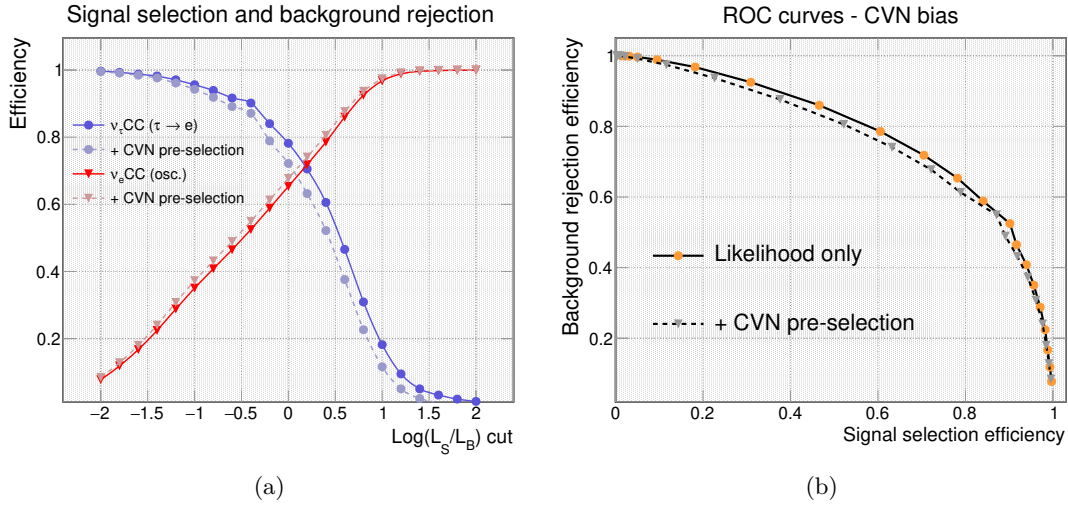 Signal selection and background rejection
Efficiency
1
0.8
0.6
0.4
0.2
ντCC (τ → e)
+ CVN pre-selection
νeCC (osc.)
+ CVN pre-selection
−2 −1.5 −1 −0.5 0 0.5 1 1.5 2
Log(LS/LB) cut
(a)
ROC curves - CVN bias
Background rejection efficiency
1
0.8
0.6
0.4
0.2
Likelihood only
+ CVN pre-selection
0 0.2 0.4 0.6 0.8 1
Signal selection efficiency
(b)